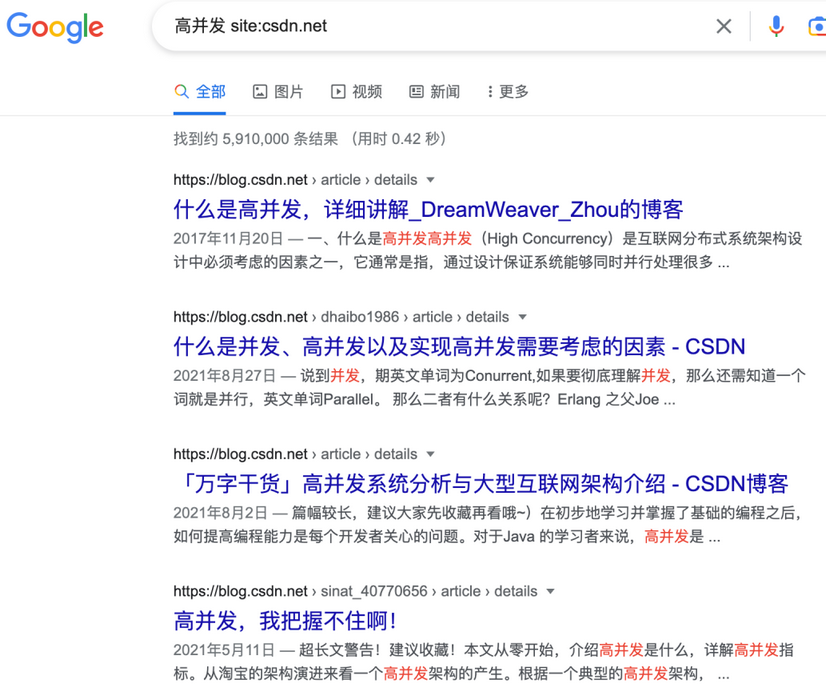 Google
高并发 site:csdn.net
全部 图片 视频 新闻 更多
找到约 5,910,000 条结果 （用时 0.42 秒）
https://blog.csdn.net › article › details
什么是高并发，详细讲解_DreamWeaver_Zhou的博客
2017年11月20日 — 一、什么是高并发高并发（High Concurrency）是互联网分布式系统架构设
计中必须考虑的因素之一，它通常是指，通过设计保证系统能够同时并行处理很多 ...
https://blog.csdn.net › dhaibo1986 › article › details
什么是并发、高并发以及实现高并发需要考虑的因素 - CSDN
2021年8月27日 — 说到并发，期英文单词为Conurrent,如果要彻底理解并发，那么还需知道一个
词就是并行，英文单词Parallel。 那么二者有什么关系呢？Erlang 之父Joe ...
https://blog.csdn.net › article › details
「万字干货」高并发系统分析与大型互联网架构介绍 - CSDN博客
2021年8月2日 — 篇幅较长，建议大家先收藏再看哦~）在初步地学习并掌握了基础的编程之后，
如何提高编程能力是每个开发者关心的问题。对于Java 的学习者来说，高并发是 ...
https://blog.csdn.net › sinat_40770656 › article › details
高并发，我把握不住啊！
2021年5月11日 — 超长文警告！建议收藏！本文从零开始，介绍高并发是什么，详解高并发指
标。从淘宝的架构演进来看一个高并发架构的产生。根据一个典型的高并发架构， ...